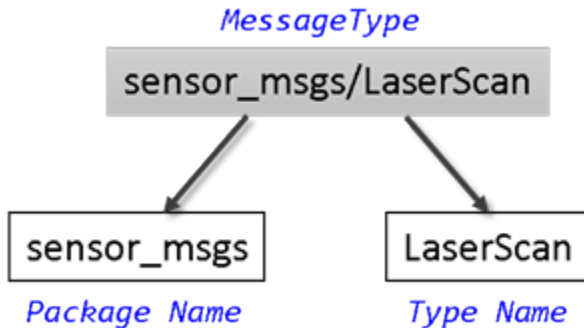 MessageType
sensor_msgs/LaserScan
sensor_msgs
LaserScan
Package Name
Type Name